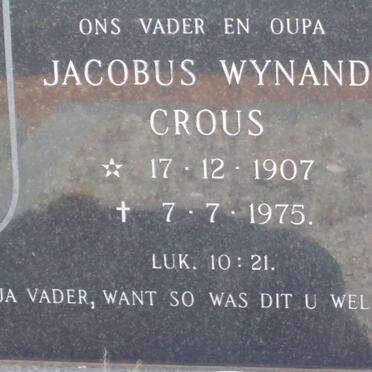 ONS VADER EN OUPA
JACOBUS WYNAND
CROUS
☆ 17·12·1907
† 7·7·1975.
LUK. 10:21.
JA VADER, WANT SO WAS DIT U WEL